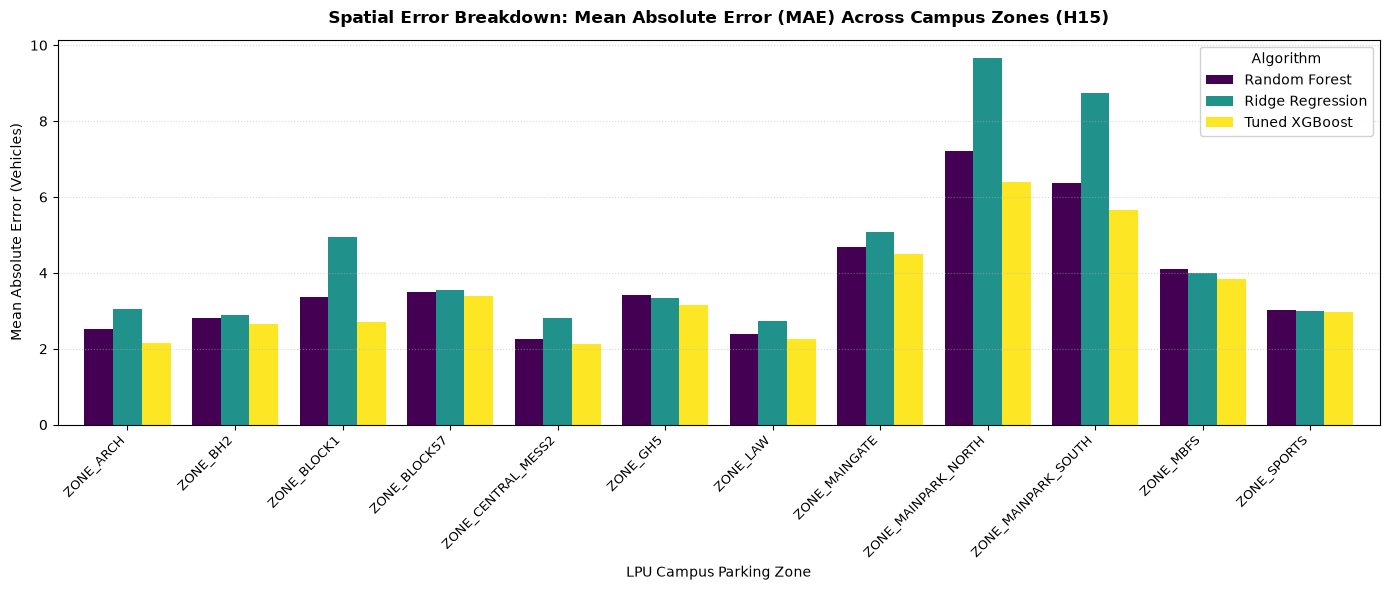 Spatial Error Breakdown: Mean Absolute Error (MAE) Across Campus Zones (H15)
Mean Absolute Error (Vehicles)
10
8
6
4
2
0
Algorithm
Random Forest
Ridge Regression
Tuned XGBoost
ZONE_ARCH
ZONE_BH2
ZONE_BLOCK1
ZONE_BLOCK57
ZONE_CENTRAL_MESS2
ZONE_GH5
ZONE_LAW
ZONE_MAINGATE
ZONE_MAINPARK_NORTH
ZONE_MAINPARK_SOUTH
ZONE_MBFS
ZONE_SPORTS
LPU Campus Parking Zone